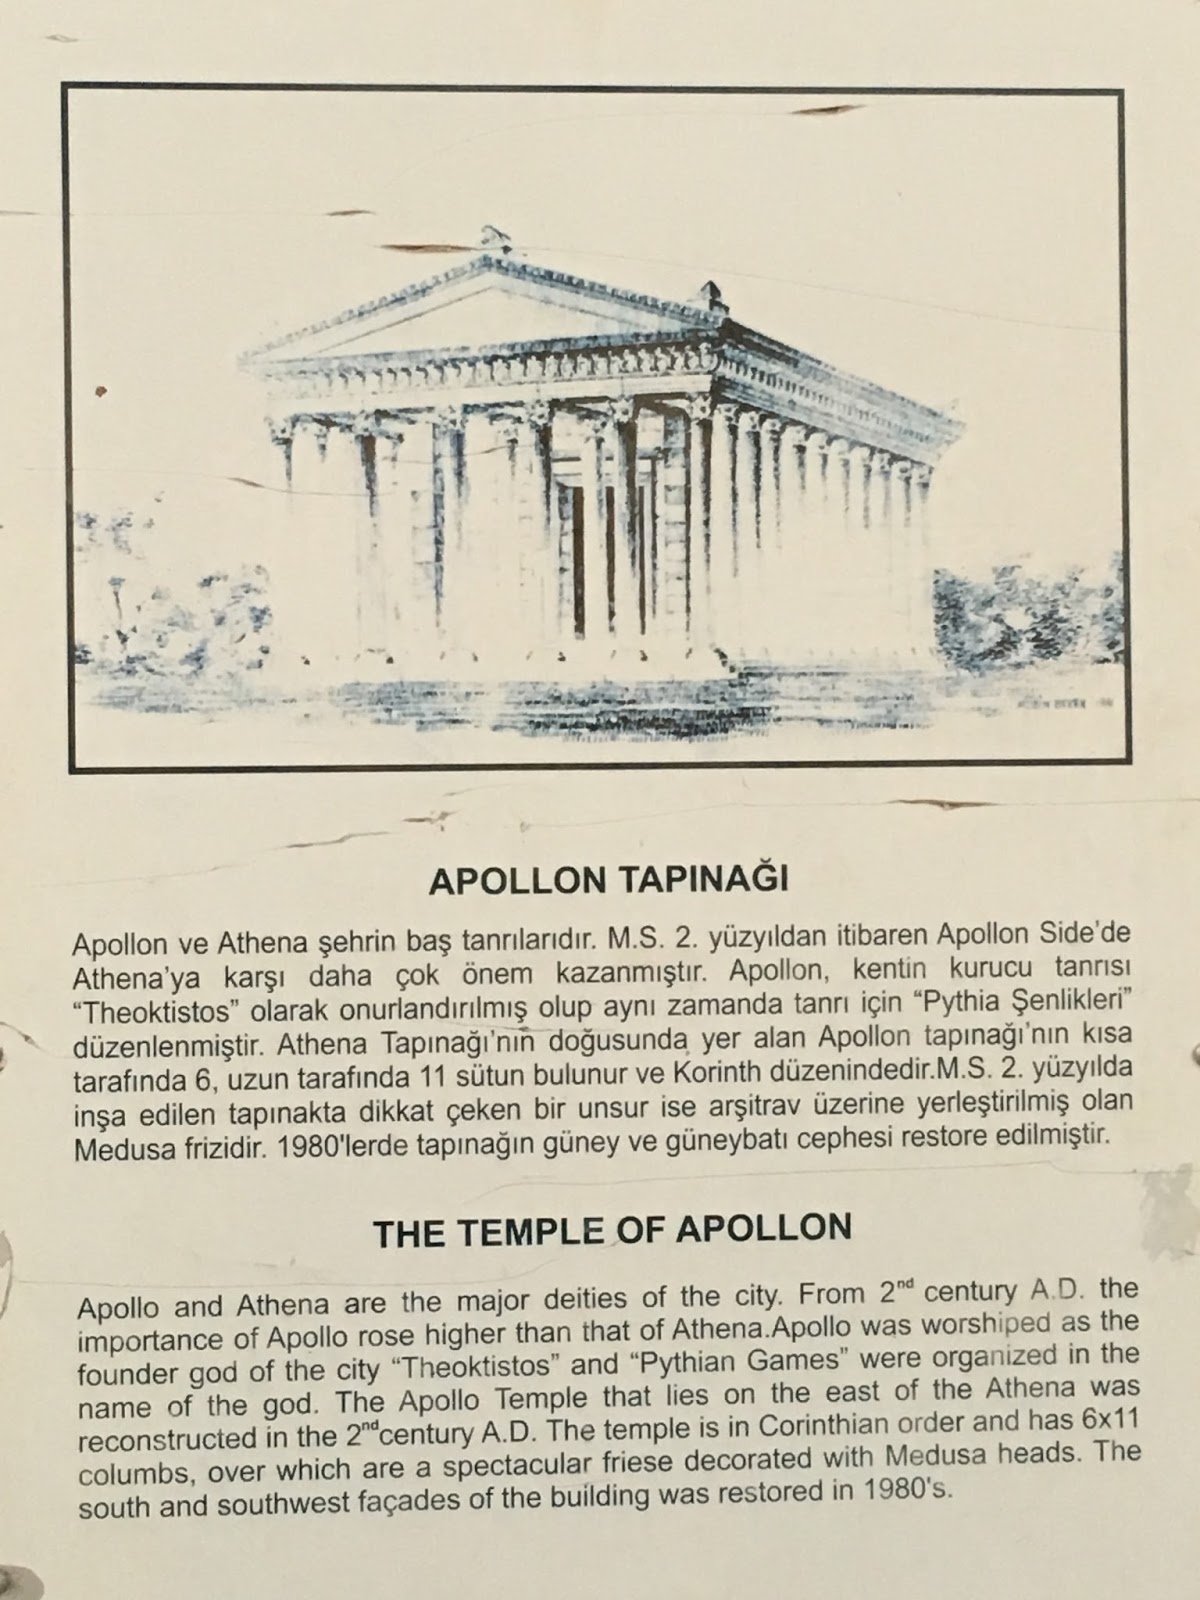 APOLLON TAPINAĞI
Apollon ve Athena şehrin baş tanrılarıdır. M.S. 2. yüzyıldan itibaren Apollon Side'de
Athena'ya karşı daha çok önem kazanmıştır. Apollon, kentin kurucu tanrısı
“Theoktistos” olarak onurlandırılmış olup aynı zamanda tanrı için “Pythia Şenlikleri”
düzenlenmiştir. Athena Tapınağı'nın doğusunda yer alan Apollon tapınağı'nın kısa
tarafında 6, uzun tarafında 11 sütun bulunur ve Korinth düzenindedir.M.S. 2. yüzyılda
inşa edilen tapınakta dikkat çeken bir unsur ise arşitrav üzerine yerleştirilmiş olan
Medusa frizidir. 1980'lerde tapınağın güney ve güneybatı cephesi restore edilmiştir.
THE TEMPLE OF APOLLON
Apollo and Athena are the major deities of the city. From 2nd century A.D. the
importance of Apollo rose higher than that of Athena.Apollo was worshiped as the
founder god of the city “Theoktistos” and “Pythian Games” were organized in the
name of the god. The Apollo Temple that lies on the east of the Athena was
reconstructed in the 2ndcentury A.D. The temple is in Corinthian order and has 6x11
columbs, over which are a spectacular friese decorated with Medusa heads. The
south and southwest façades of the building was restored in 1980's.